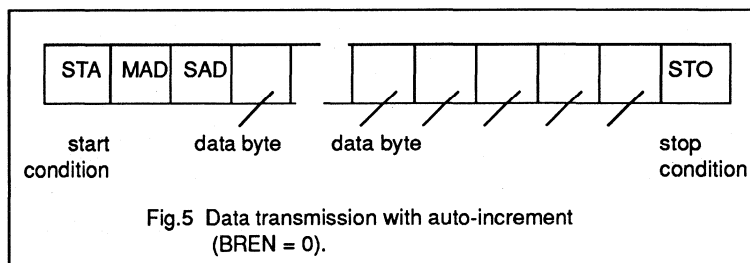 STA MAD SAD STO
start data byte data byte stop
condition condition
Fig.5 Data transmission with auto-increment
(BREN = 0).